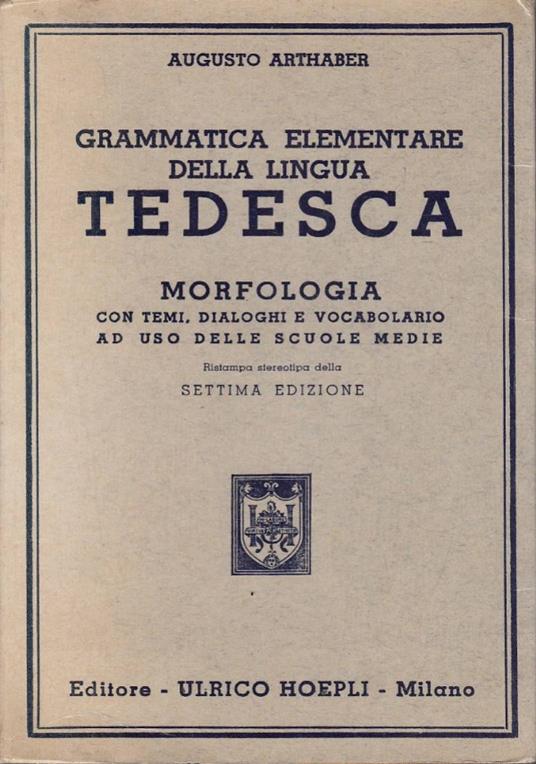 AUGUSTO ARTHABER
GRAMMATICA ELEMENTARE
DELLA LINGUA
TEDESCA
MORFOLOGIA
CON TEMI, DIALOGHI E VOCABOLARIO
AD USO DELLE SCUOLE MEDIE
Ristampa stereotipa della
SETTIMA EDIZIONE
Editore - ULRICO HOEPLI - Milano